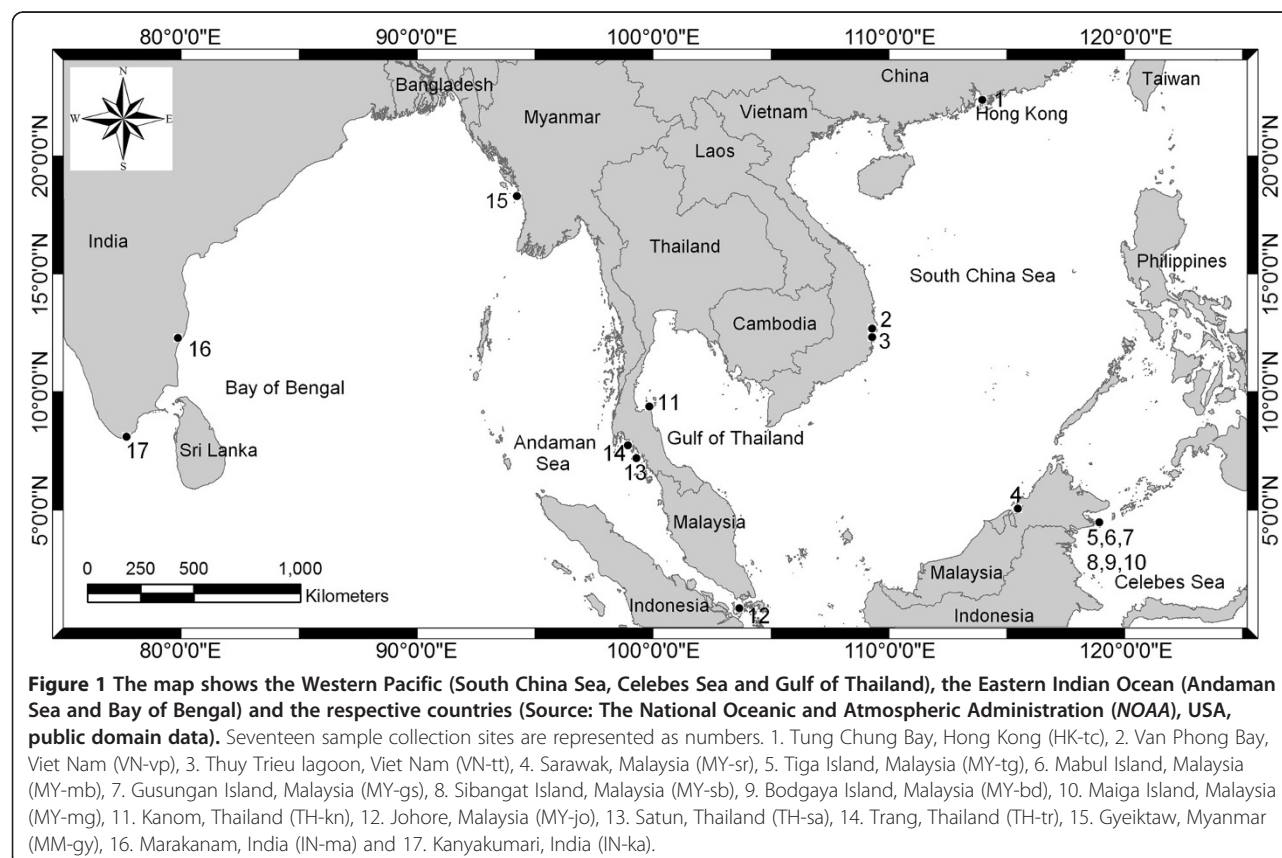 80°0'0"E 90°0'0"E 100°0'0"E 110°0'0"E 120°0'0"E
N
W E
S
Bangladesh
China
Taiwan
Myanmar
Vietnam
1
Hong Kong
Laos
20°0'0"N
20°0'0"N
15
India
Thailand
Philippines
15°0'0"N
15°0'0"N
South China Sea
Cambodia
2
3
16
Bay of Bengal
10°0'0"N
10°0'0"N
11
Gulf of Thailand
17
Sri Lanka
Andaman
Sea
14
13
4
5°0'0"N
5°0'0"N
Malaysia
5,6,7
8,9,10
Celebes Sea
0 250 500 1,000
Kilometers
Malaysia
Indonesia
12
Indonesia
80°0'0"E 90°0'0"E 100°0'0"E 110°0'0"E 120°0'0"E
Figure 1 The map shows the Western Pacific (South China Sea, Celebes Sea and Gulf of Thailand), the Eastern Indian Ocean (Andaman
Sea and Bay of Bengal) and the respective countries (Source: The National Oceanic and Atmospheric Administration (NOAA), USA,
public domain data). Seventeen sample collection sites are represented as numbers. 1. Tung Chung Bay, Hong Kong (HK-tc), 2. Van Phong Bay,
Viet Nam (VN-vp), 3. Thuy Trieu lagoon, Viet Nam (VN-tt), 4. Sarawak, Malaysia (MY-sr), 5. Tiga Island, Malaysia (MY-tg), 6. Mabul Island, Malaysia
(MY-mb), 7. Gusungan Island, Malaysia (MY-gs), 8. Sibangat Island, Malaysia (MY-sb), 9. Bodgaya Island, Malaysia (MY-bd), 10. Maiga Island, Malaysia
(MY-mg), 11. Kanom, Thailand (TH-kn), 12. Johore, Malaysia (MY-jo), 13. Satun, Thailand (TH-sa), 14. Trang, Thailand (TH-tr), 15. Gyeiktaw, Myanmar
(MM-gy), 16. Marakanam, India (IN-ma) and 17. Kanyakumari, India (IN-ka).